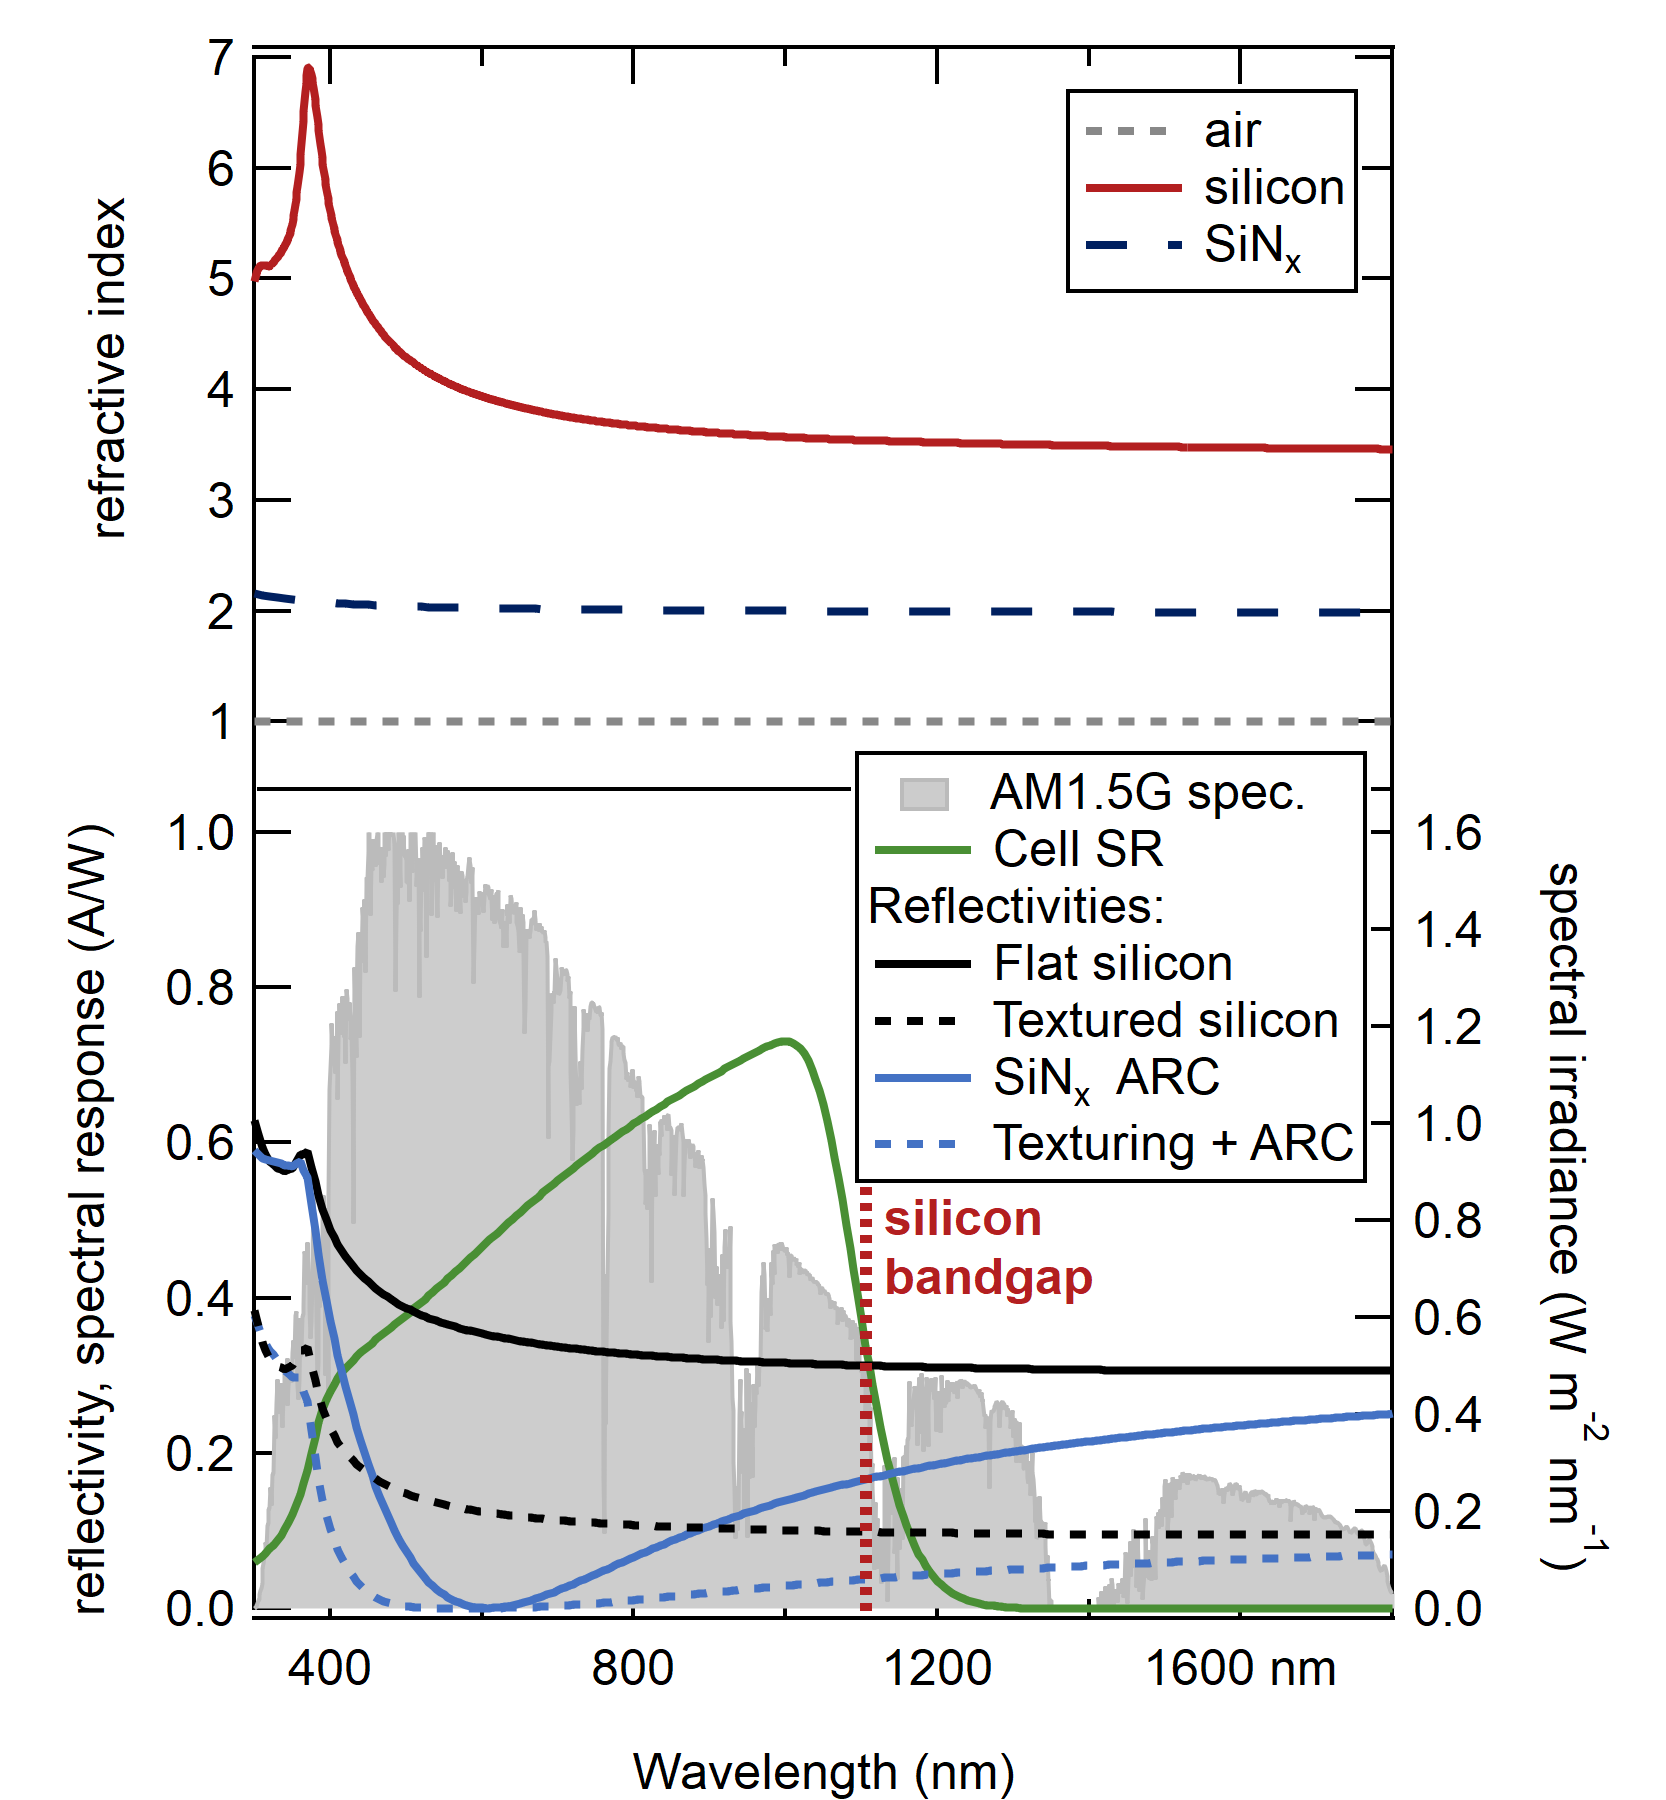 7
6
5
4
3
2
1
refractive index
air
silicon
SiNx
AM1.5G spec.
Cell SR
Reflectivities:
Flat silicon
Textured silicon
SiNx ARC
Texturing + ARC
silicon
bandgap
1.0
0.8
0.6
0.4
0.2
0.0
reflectivity, spectral response (A/W)
1.6
1.4
1.2
1.0
0.8
0.6
0.4
0.2
0.0
spectral irradiance (W m-2 nm-1)
400
800
1200
1600 nm
Wavelength (nm)